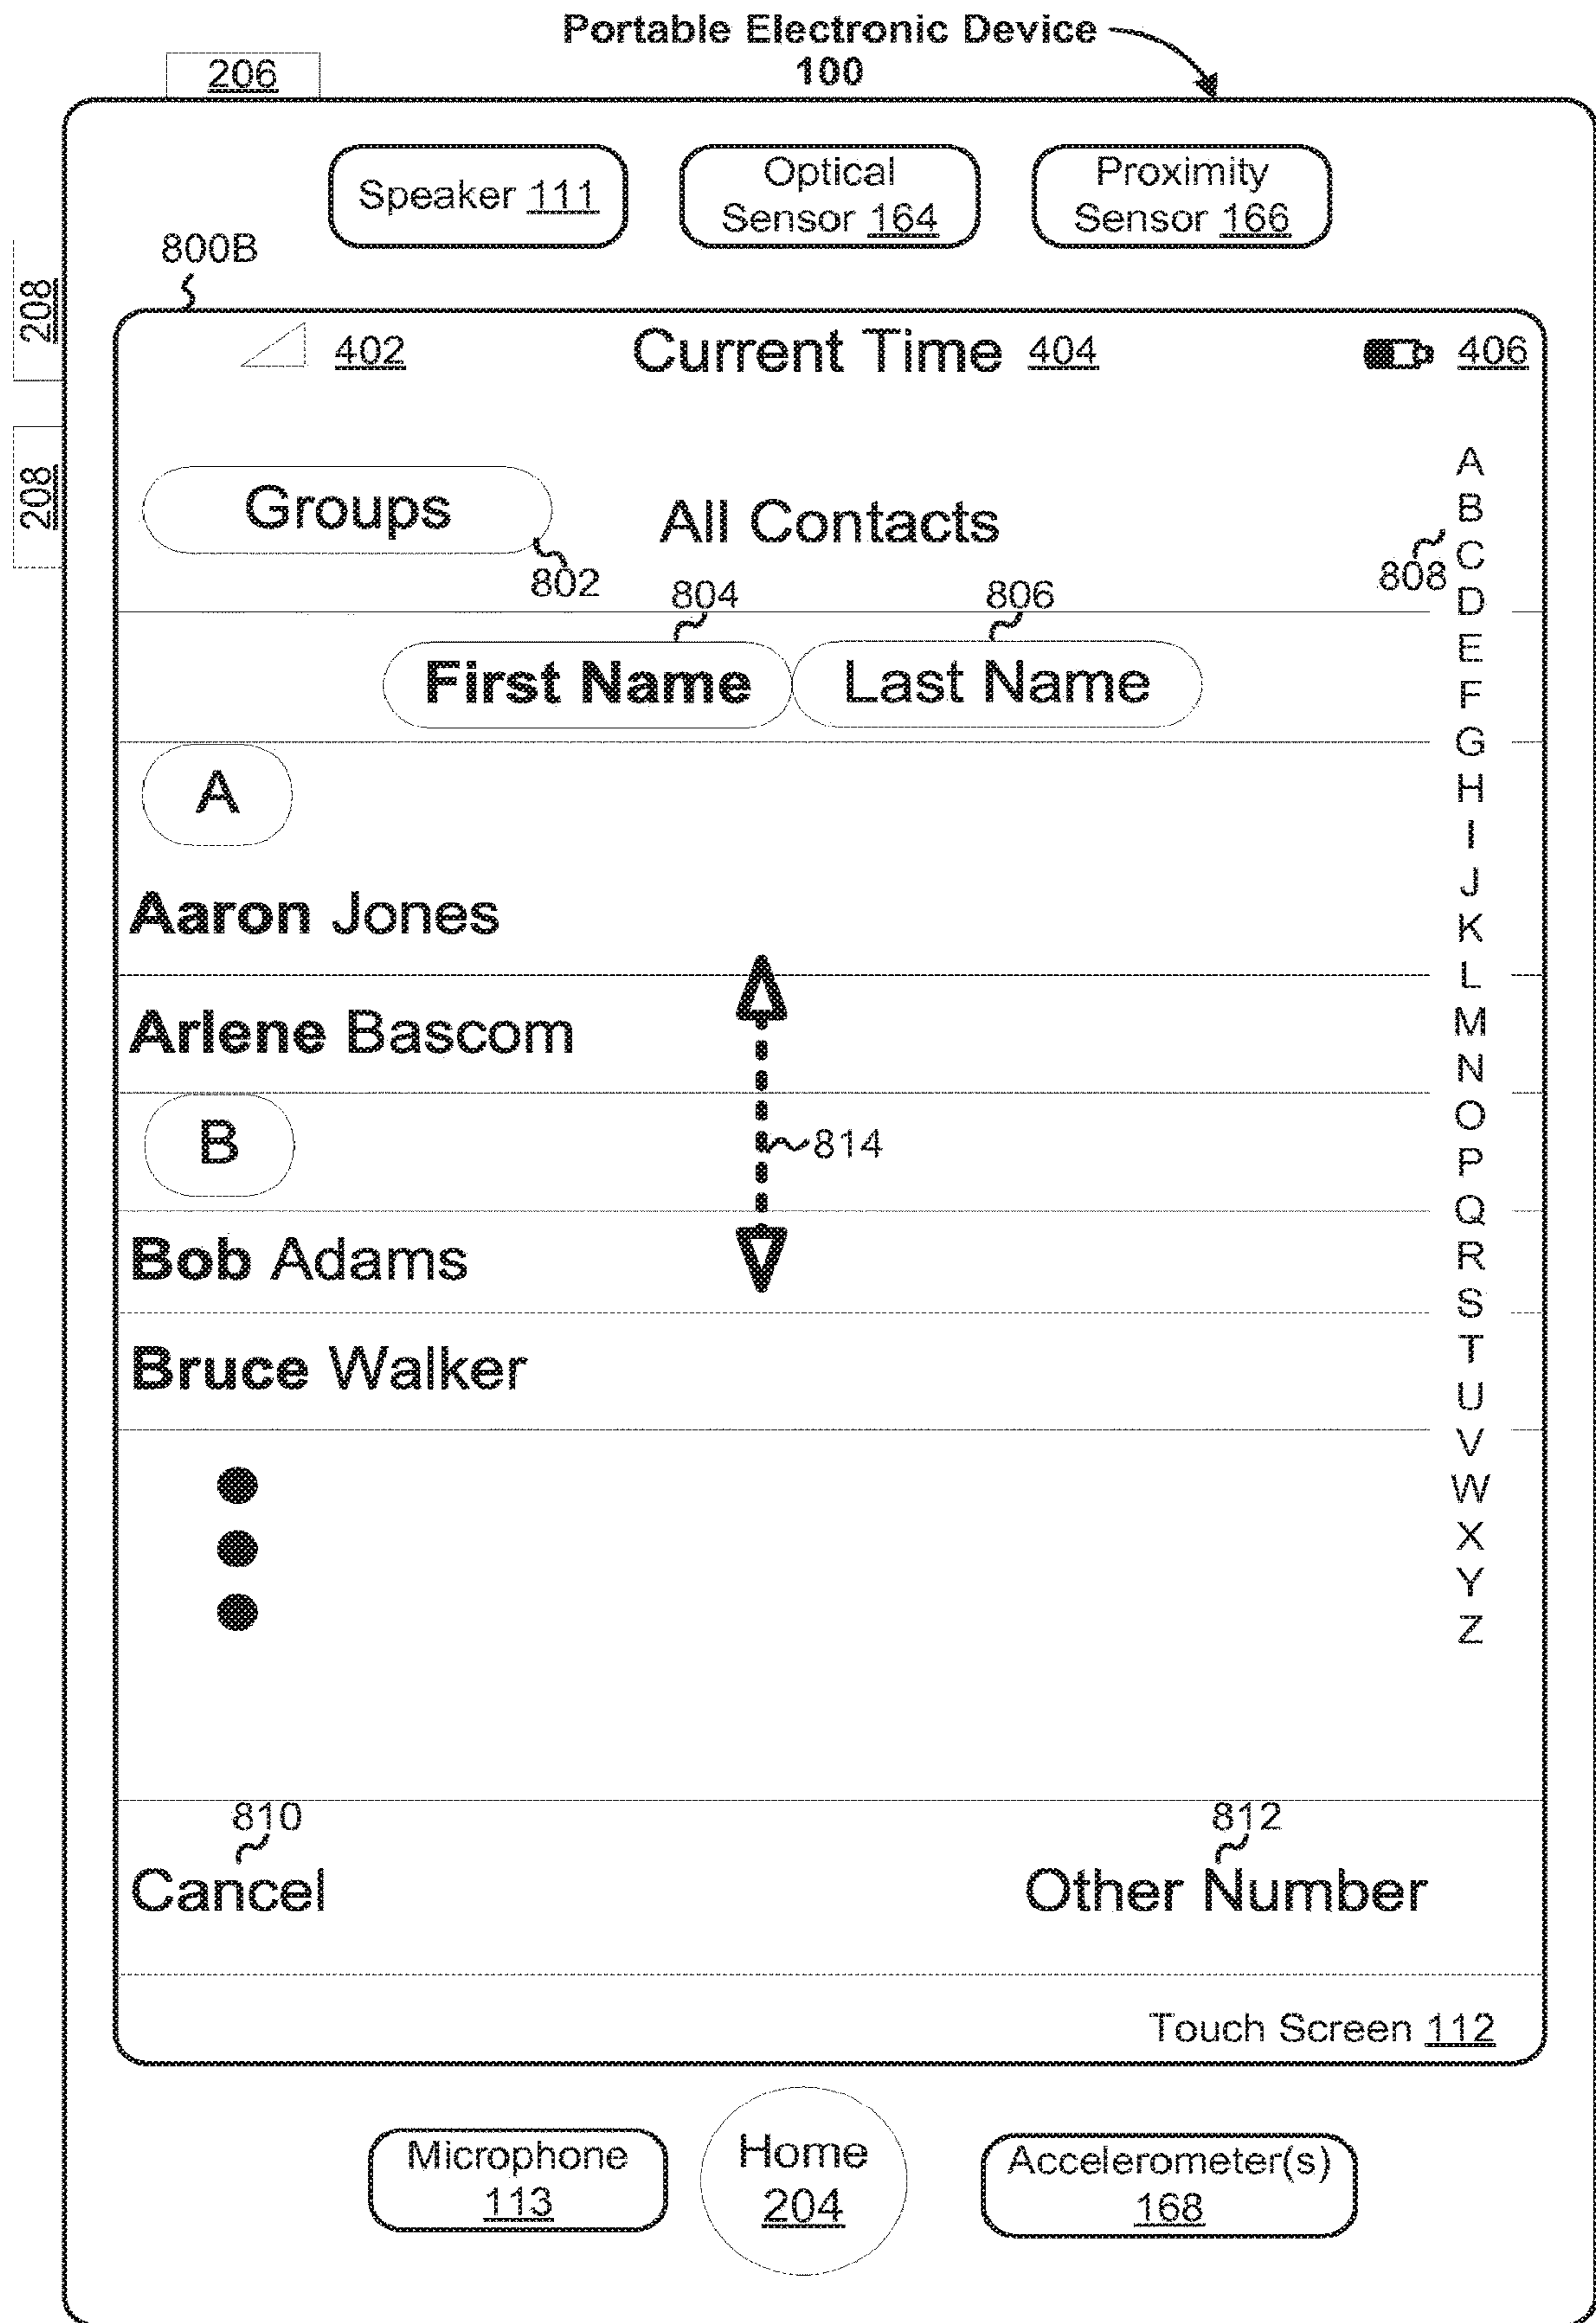 Portable Electronic Device
100
206
Speaker 111
Optical
Sensor 164
Proximity
Sensor 166
800B
208
208
402
Current Time 404
406
Groups
All Contacts
802
804
806
808
First Name
Last Name
A
Aaron Jones
Arlene Bascom
B
814
Bob Adams
Bruce Walker
A
B
C
D
E
F
G
H
I
J
K
L
M
N
O
P
Q
R
S
T
U
V
W
X
Y
Z
810
812
Cancel
Other Number
Touch Screen 112
Microphone
113
Home
204
Accelerometer(s)
168